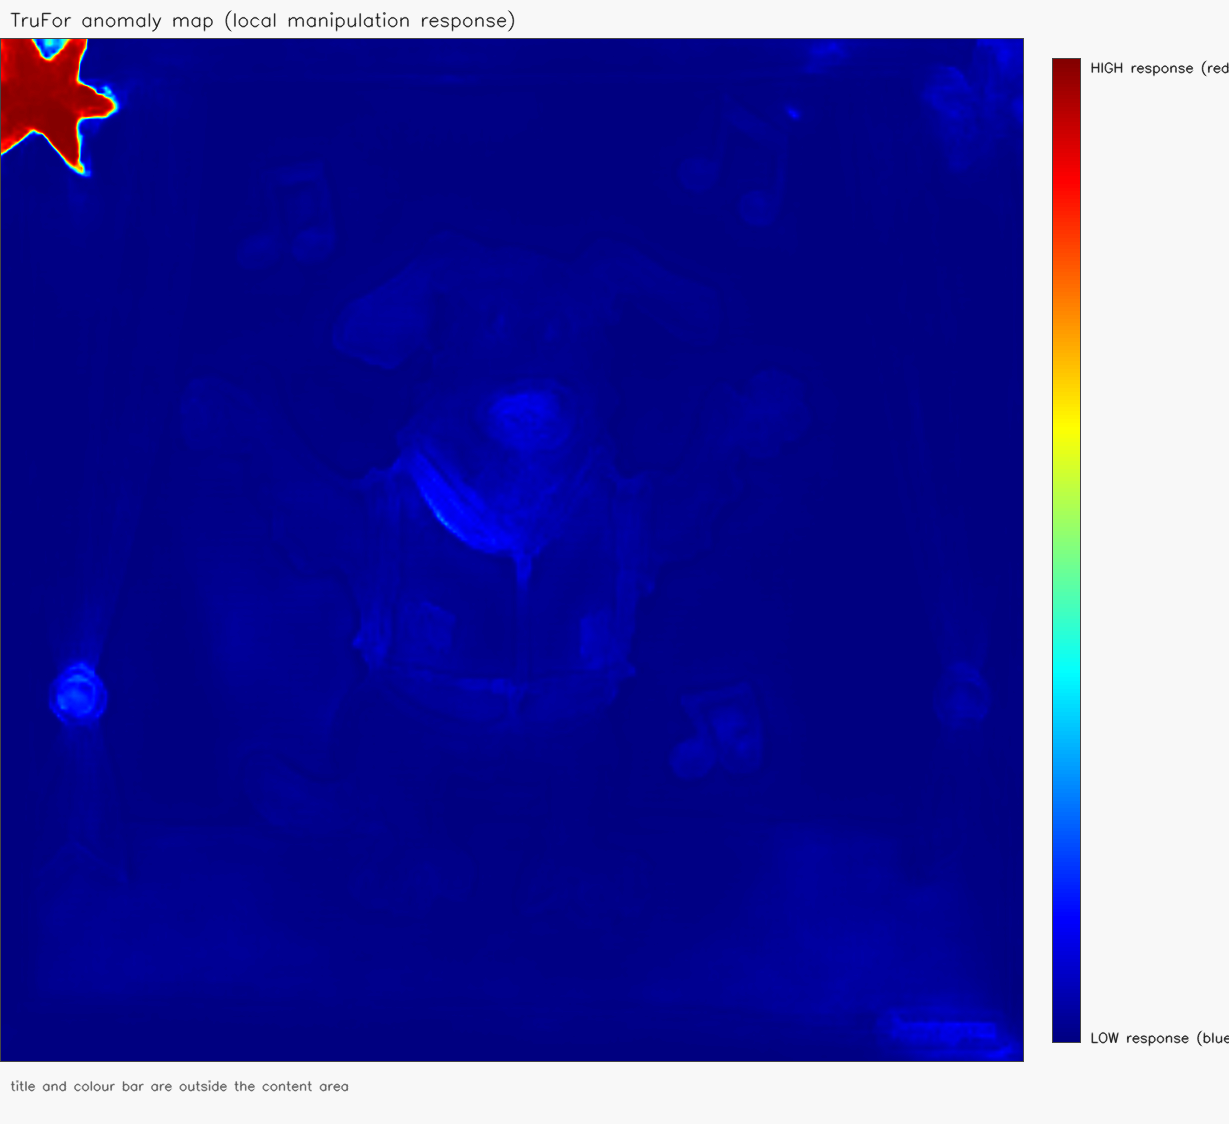 TruFor anomaly map (local manipulation response)
HIGH response (red
LOW response (blue
title and colour bar are outside the content area